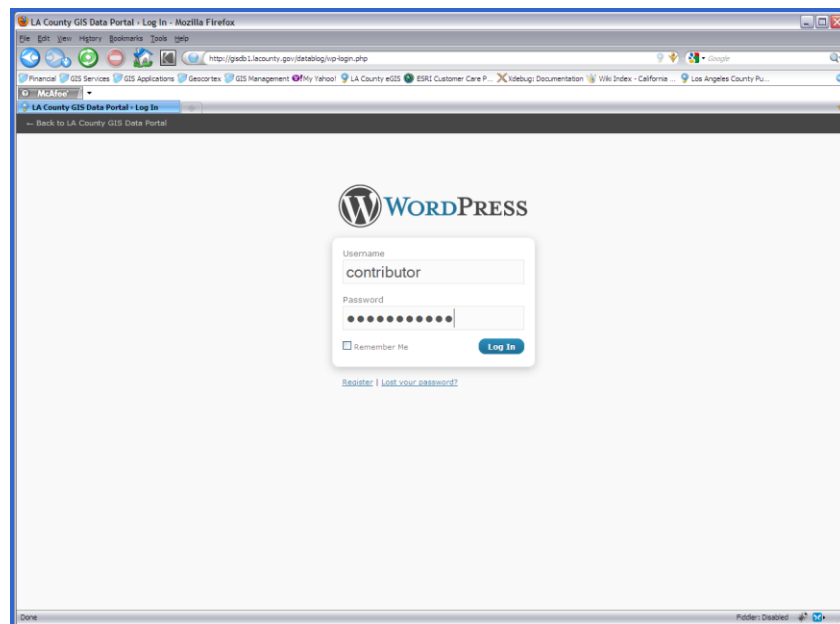 LA County GIS Data Portal › Log In - Mozilla Firefox
File Edit View History Bookmarks Tools Help
http://gisdb1.lacounty.gov/datablog/wp-login.php
Google
Financial GIS Services GIS Applications Geocortex GIS Management My Yahoo! LA County eGIS ESRI Customer Care P... Xdebug: Documentation Wiki Index - California ... Los Angeles County Pu...
McAfee
LA County GIS Data Portal › Log In
← Back to LA County GIS Data Portal
WORDPRESS
Username
contributor
Password
●●●●●●●●●●●
Remember Me
Log In
Register | Lost your password?
Done
Fiddler: Disabled